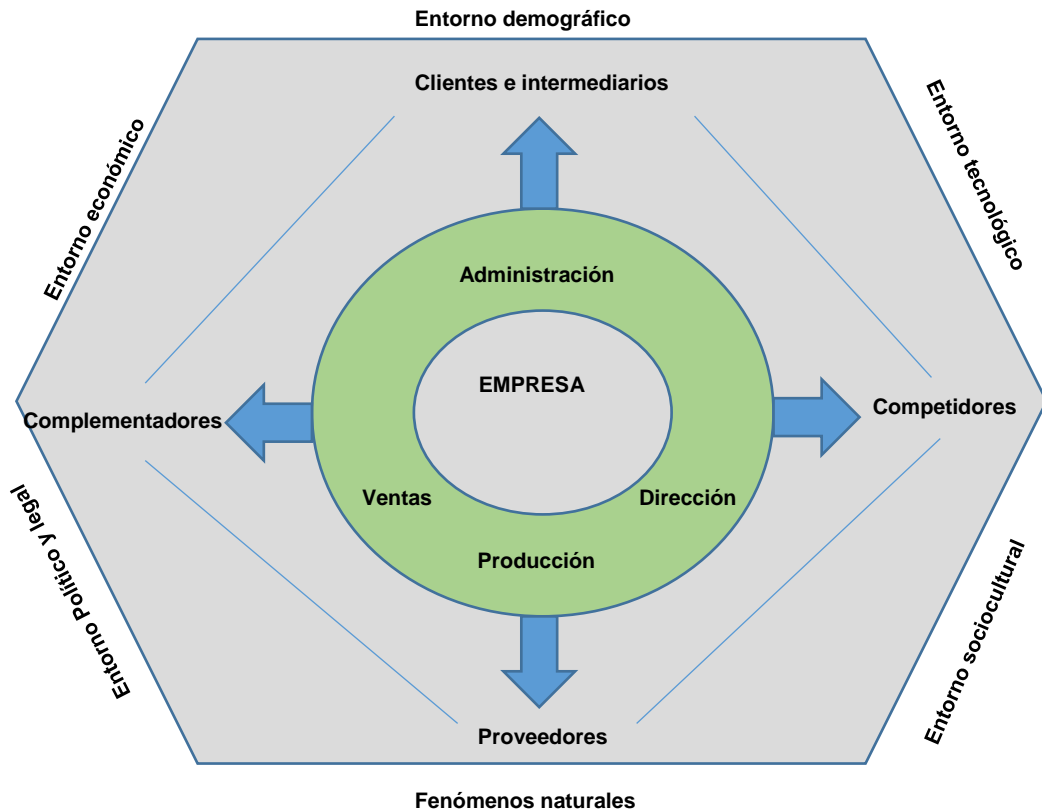 Entorno demográfico
Clientes e intermediarios
Entorno económico
Entorno tecnológico
Administración
EMPRESA
Complementadores
Competidores
Ventas
Dirección
Producción
Entorno Político y legal
Entorno sociocultural
Proveedores
Fenómenos naturales